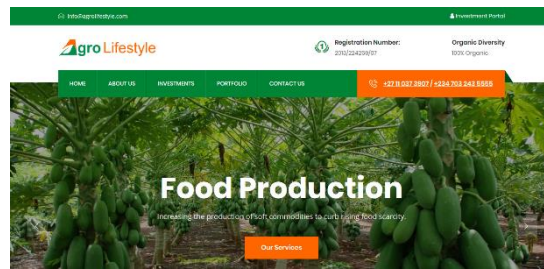 info@agrolifestyle.com
Investment Portal
Agro Lifestyle
Registration Number:
2013/224209/07
Organic Diversity
100% Organic
HOME
ABOUT US
INVESTMENTS
PORTFOLIO
CONTACT US
+27 11 037 3907 / +234 703 243 5555
Food Production
Increasing the production of soft commodities to curb rising food scarcity.
Our Services